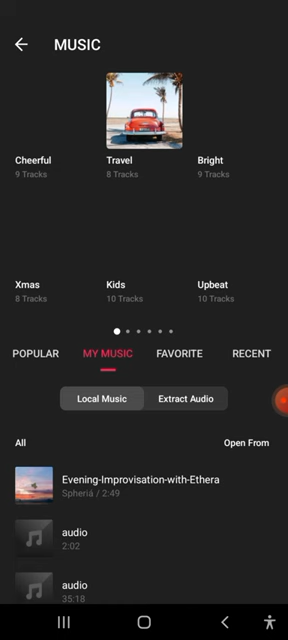 MUSIC
Cheerful Travel Bright
9 Tracks 8 Tracks 9 Tracks
Xmas Kids Upbeat
8 Tracks 10 Tracks 10 Tracks
POPULAR MY MUSIC FAVORITE RECENT
Local Music Extract Audio
All Open From
Evening-Improvisation-with-Ethera
Spheriá / 2:49
audio
2:02
audio
35:18